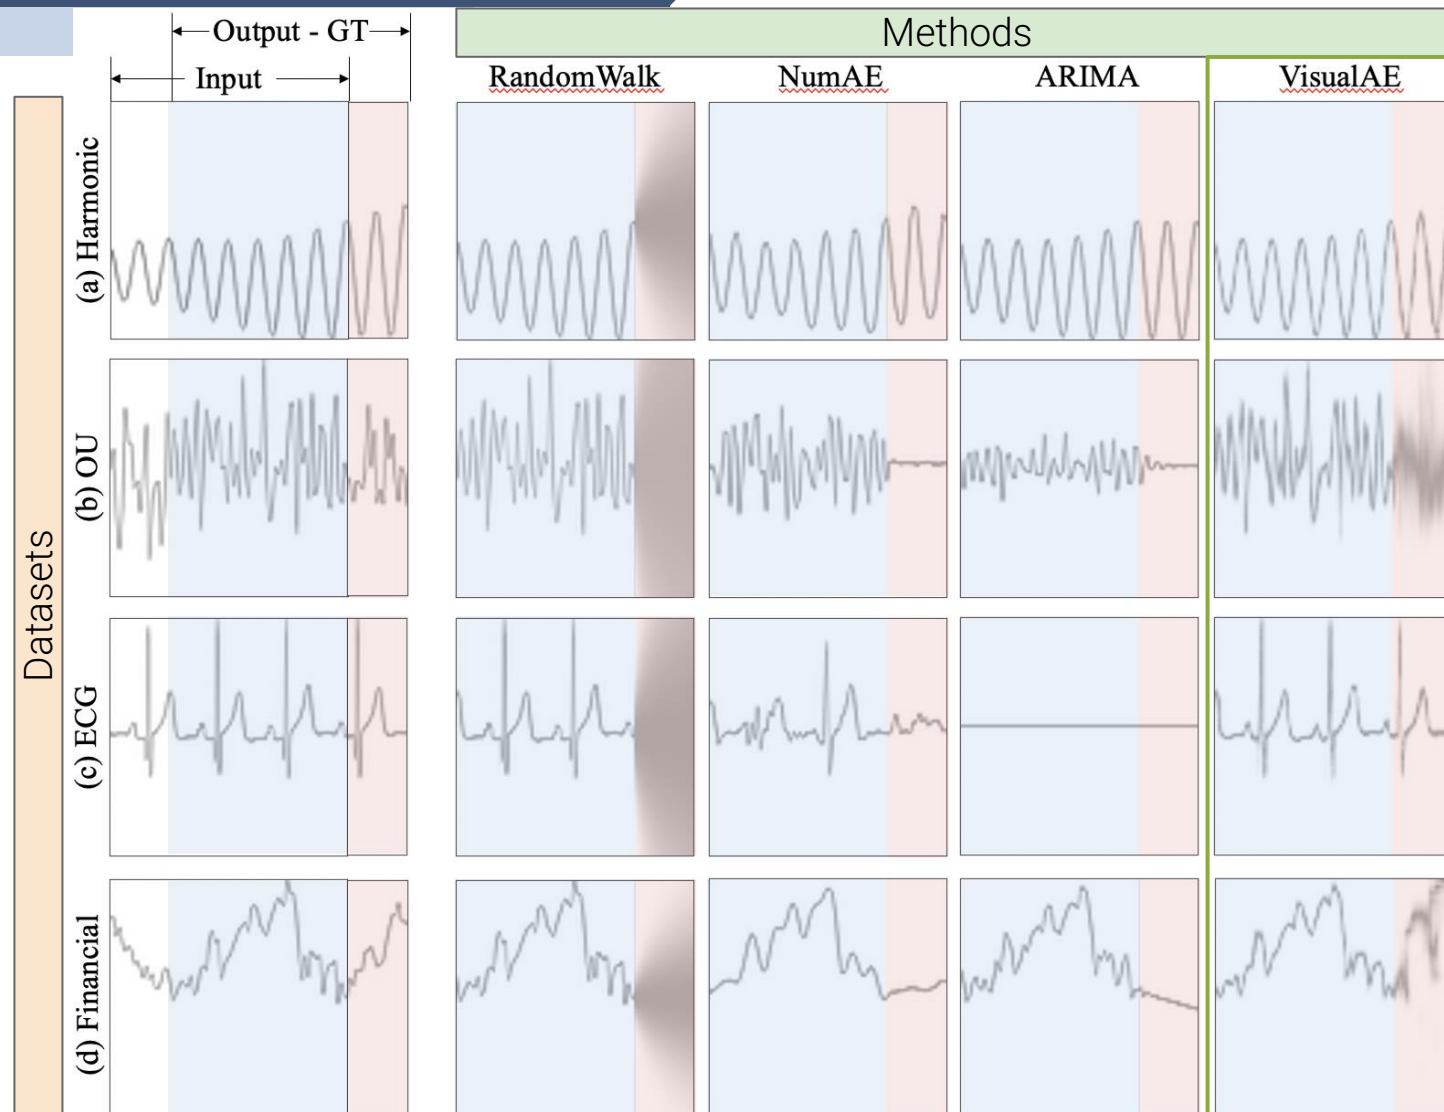 Output - GT
Methods
Input
RandomWalk
NumAE
ARIMA
VisualAE
Datasets
(a) Harmonic
(b) OU
(c) ECG
(d) Financial